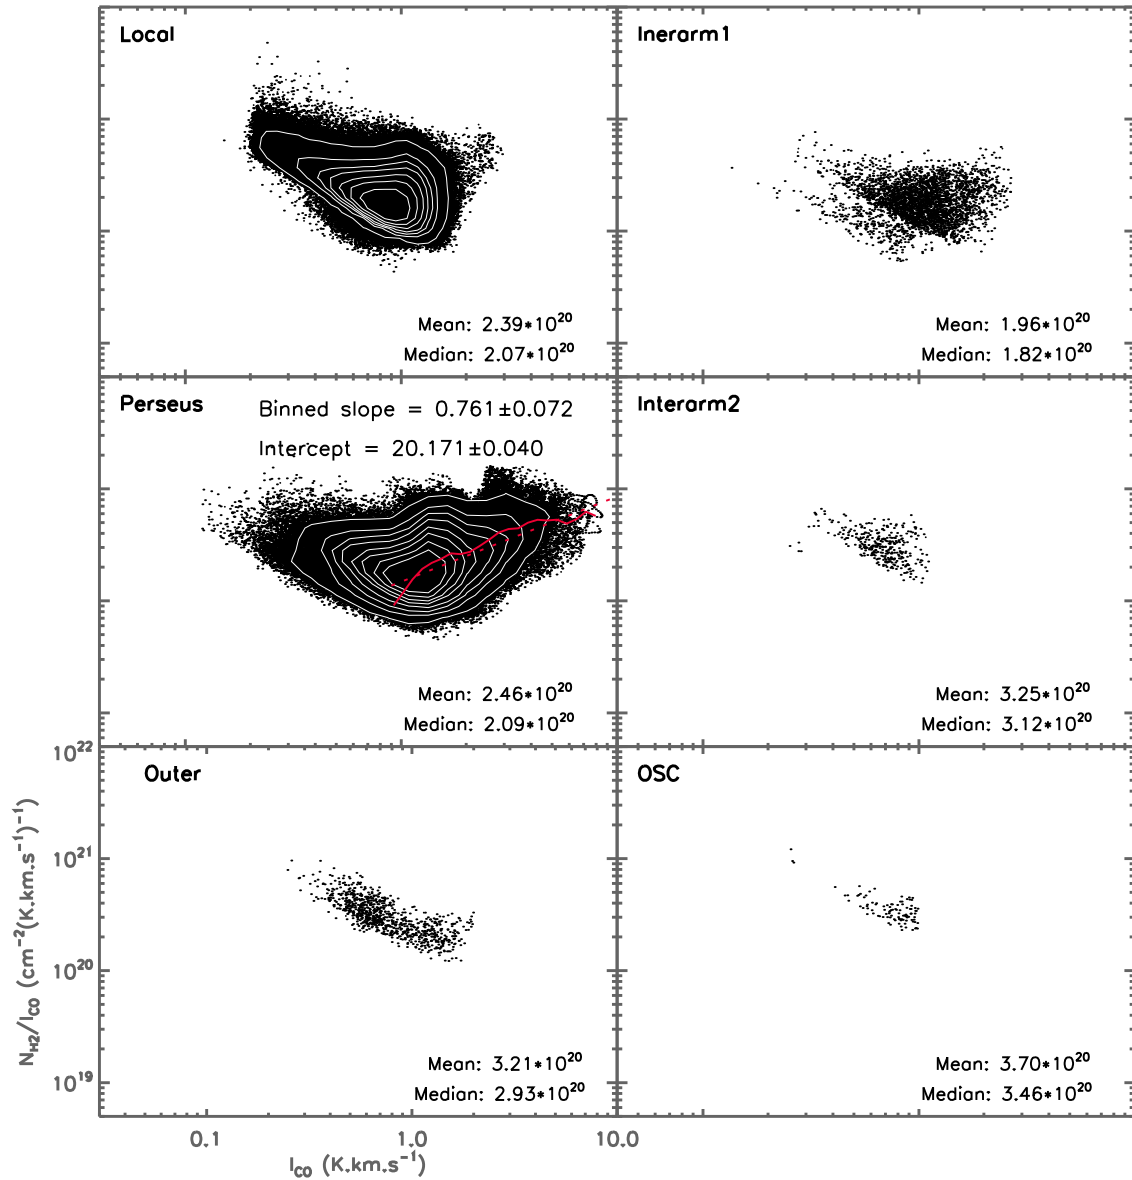 Local
Mean: 2.39*10^20
Median: 2.07*10^20
Inerarm1
Mean: 1.96*10^20
Median: 1.82*10^20
Perseus
Binned slope = 0.761±0.072
Intercept = 20.171±0.040
Mean: 2.46*10^20
Median: 2.09*10^20
Interarm2
Mean: 3.25*10^20
Median: 3.12*10^20
Outer
Mean: 3.21*10^20
Median: 2.93*10^20
OSC
Mean: 3.70*10^20
Median: 3.46*10^20
N_H2/I_CO (cm^-2(K.km.s^-1)^-1)
10^22
10^21
10^20
10^19
0.1 1.0 10.0
I_CO (K.km.s^-1)